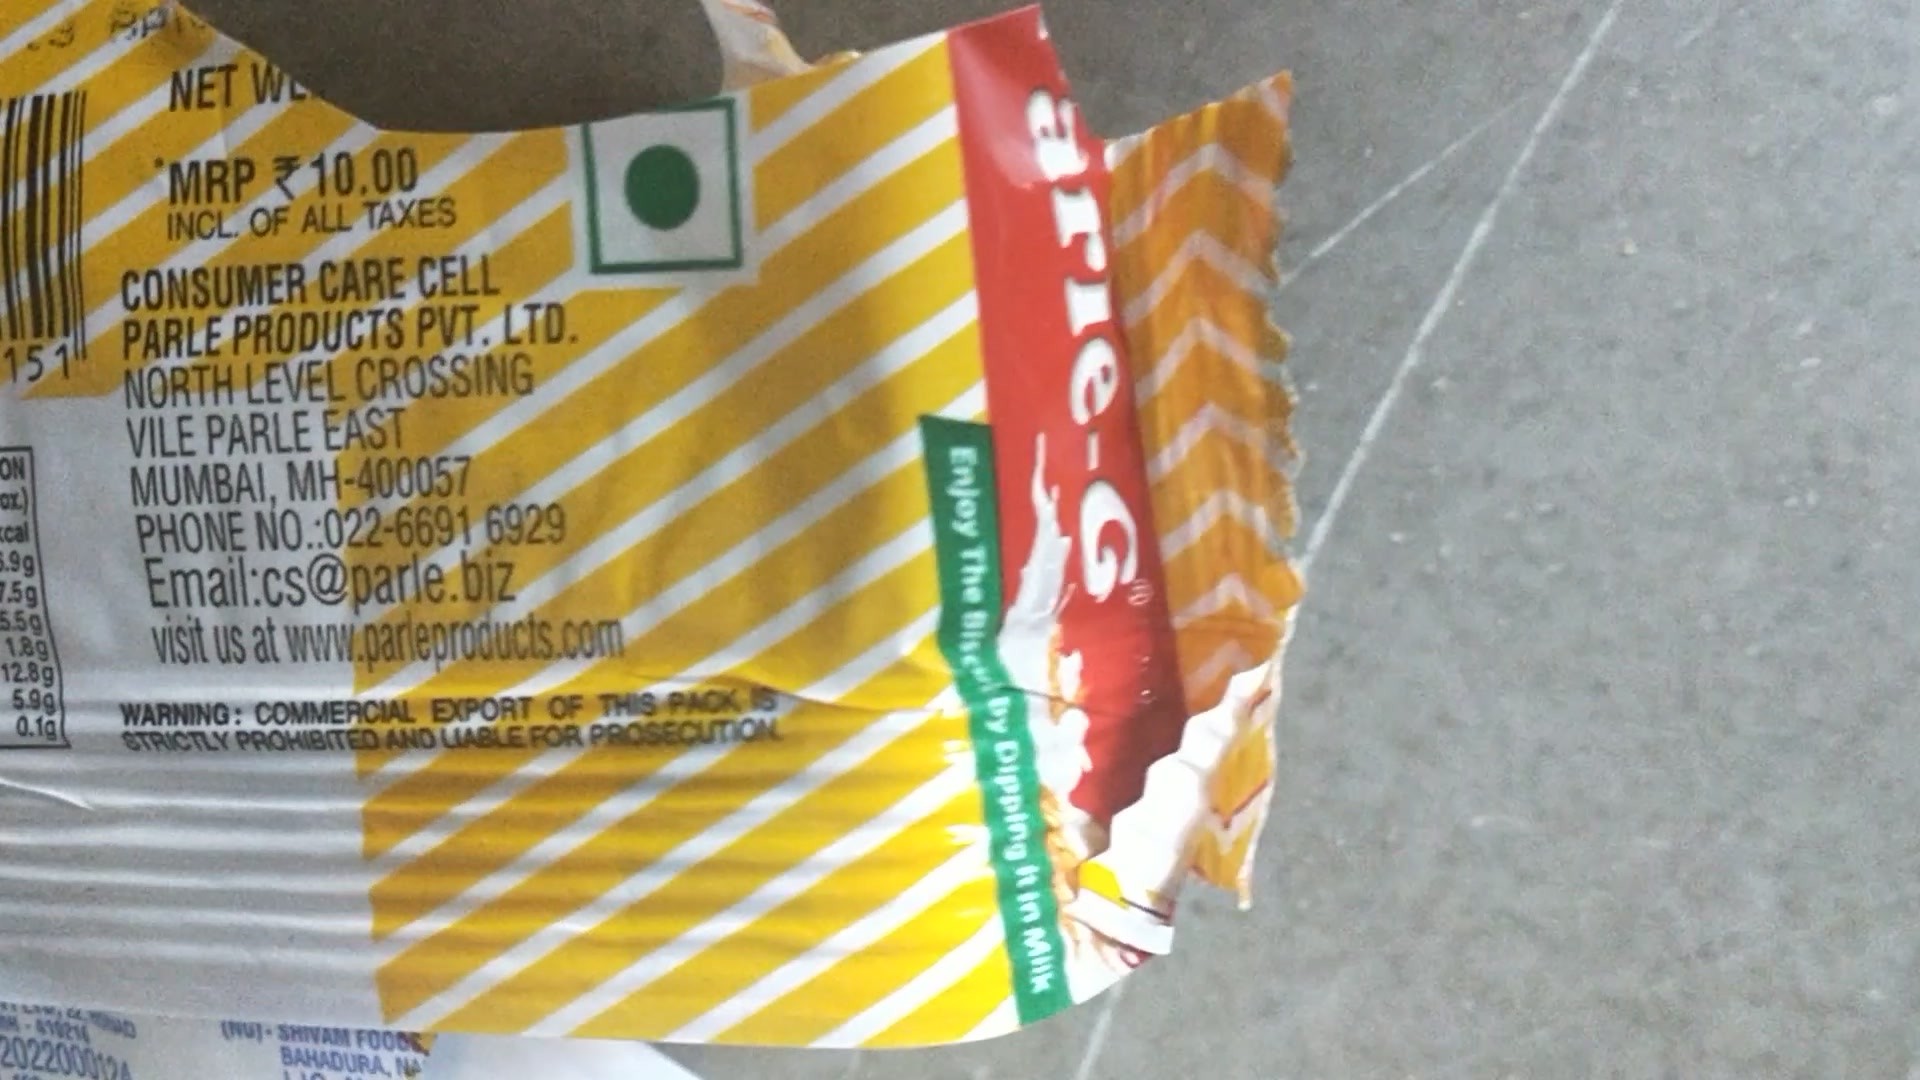 NET
*MRP ₹10.00
INCL. OF ALL TAXES
CONSUMER CARE CELL
PARLE PRODUCTS PVT. LTD.
NORTH LEVEL CROSSING
VILE PARLE EAST
MUMBAI, MH-400057
PHONE NO.:022-6691 6929
Email:cs@parle.biz
visit us at www.parleproducts.com
WARNING: COMMERCIAL EXPORT OF THIS PACK IS
STRICTLY PROHIBITED AND LIABLE FOR PROSECUTION.
151
ON
ox.)
kcal
6.9g
7.5g
5.5g
1.8g
12.8g
5.9g
0.1g
arle-G®
Enjoy The Biscuit by Dipping It in Milk
(NU)- SHIVAM FOODS,
BAHADURA,